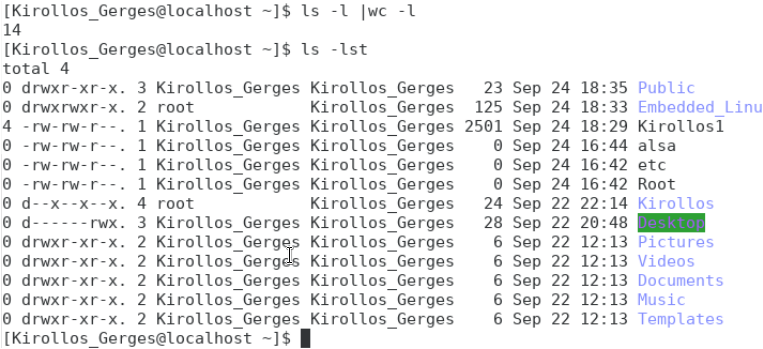 [Kirollos_Gerges@localhost ~]$ ls -l |wc -l
14
[Kirollos_Gerges@localhost ~]$ ls -lst
total 4
0 drwxr-xr-x. 3 Kirollos_Gerges Kirollos_Gerges   23 Sep 24 18:35 Public
0 drwxrwxr-x. 2 root            Kirollos_Gerges  125 Sep 24 18:33 Embedded_Linu
4 -rw-rw-r--. 1 Kirollos_Gerges Kirollos_Gerges 2501 Sep 24 18:29 Kirollos1
0 -rw-rw-r--. 1 Kirollos_Gerges Kirollos_Gerges    0 Sep 24 16:44 alsa
0 -rw-rw-r--. 1 Kirollos_Gerges Kirollos_Gerges    0 Sep 24 16:42 etc
0 -rw-rw-r--. 1 Kirollos_Gerges Kirollos_Gerges    0 Sep 24 16:42 Root
0 d--x--x--x. 4 root            Kirollos_Gerges   24 Sep 22 22:14 Kirollos
0 d------rwx. 3 Kirollos_Gerges Kirollos_Gerges   28 Sep 22 20:48 Desktop
0 drwxr-xr-x. 2 Kirollos_Gerges Kirollos_Gerges    6 Sep 22 12:13 Pictures
0 drwxr-xr-x. 2 Kirollos_Gerges Kirollos_Gerges    6 Sep 22 12:13 Videos
0 drwxr-xr-x. 2 Kirollos_Gerges Kirollos_Gerges    6 Sep 22 12:13 Documents
0 drwxr-xr-x. 2 Kirollos_Gerges Kirollos_Gerges    6 Sep 22 12:13 Music
0 drwxr-xr-x. 2 Kirollos_Gerges Kirollos_Gerges    6 Sep 22 12:13 Templates
[Kirollos_Gerges@localhost ~]$